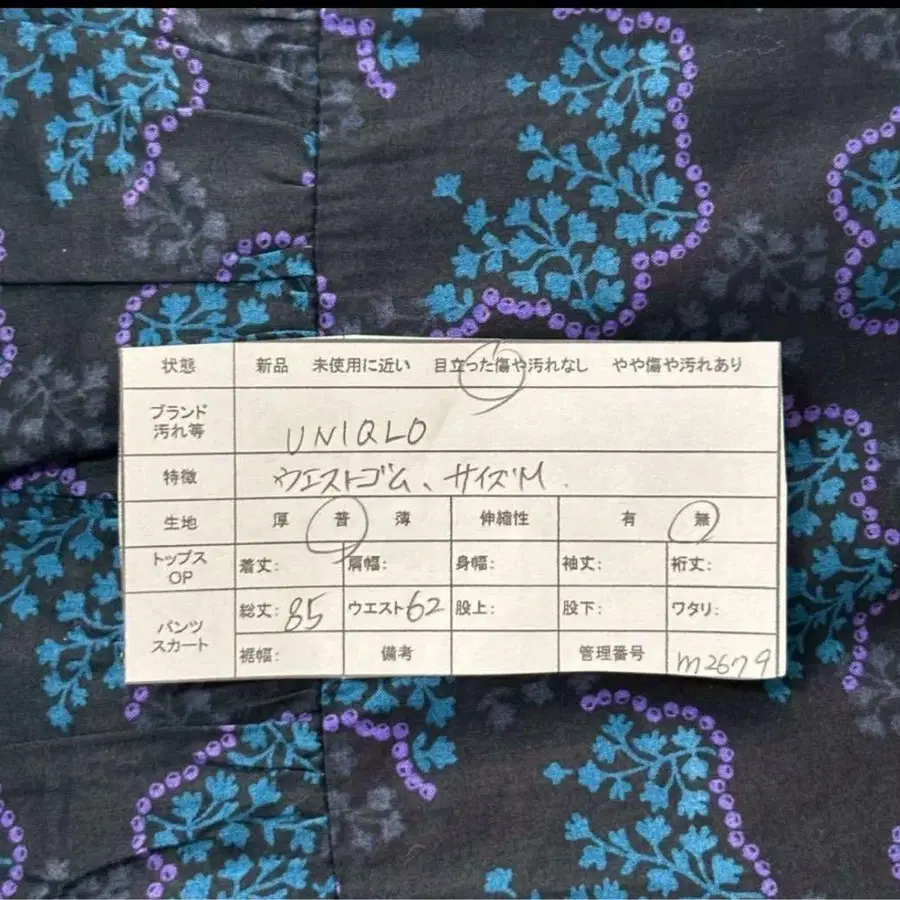 状態 新品 未使用に近い 目立った傷や汚れなし やや傷や汚れあり
ブランド
汚れ等
UNIQLO
特徴 ウエストゴム、サイズM
生地 厚 普 薄 伸縮性 有 無
トップス
OP
着丈: 肩幅: 身幅: 袖丈: 裄丈:
パンツ
スカート
総丈: 85 ウエスト62 股上: 股下: ワタリ:
裾幅: 備考 管理番号 m2679